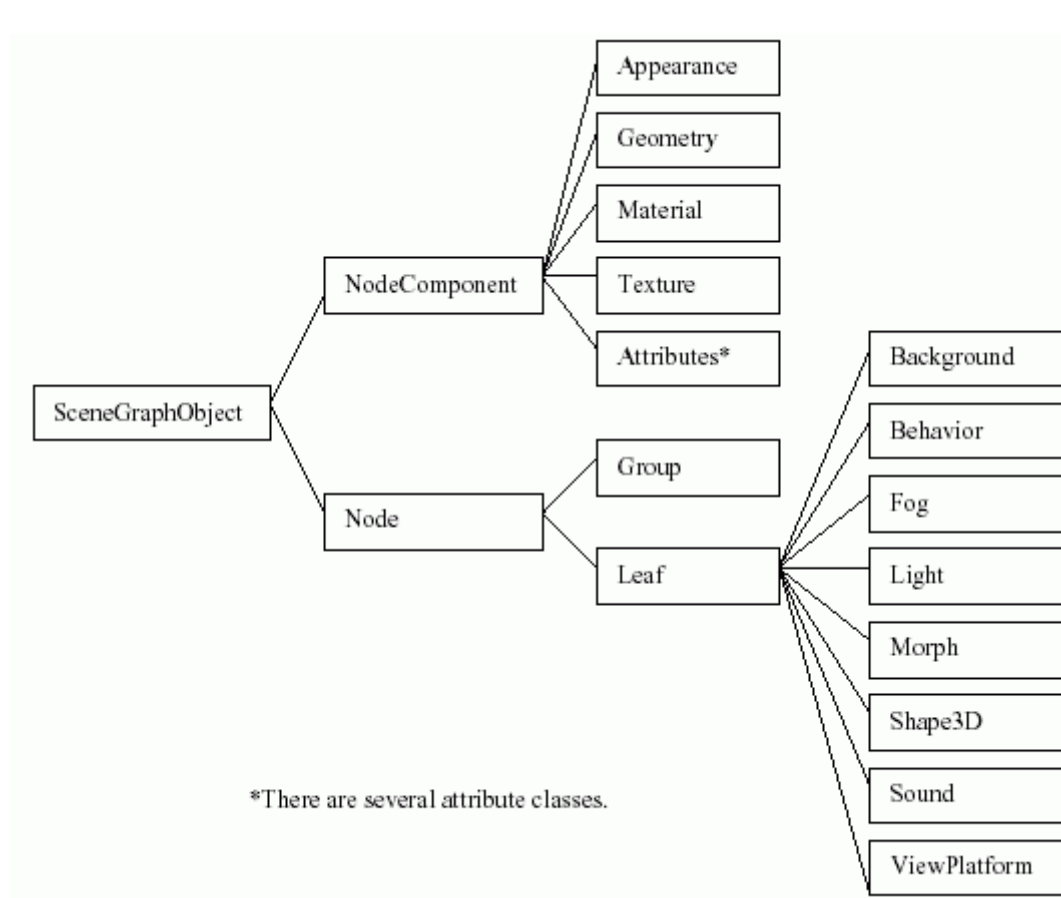 Appearance
Geometry
Material
NodeComponent
Texture
Attributes*
Background
SceneGraphObject
Behavior
Group
Fog
Node
Leaf
Light
Morph
Shape3D
Sound
*There are several attribute classes.
ViewPlatform